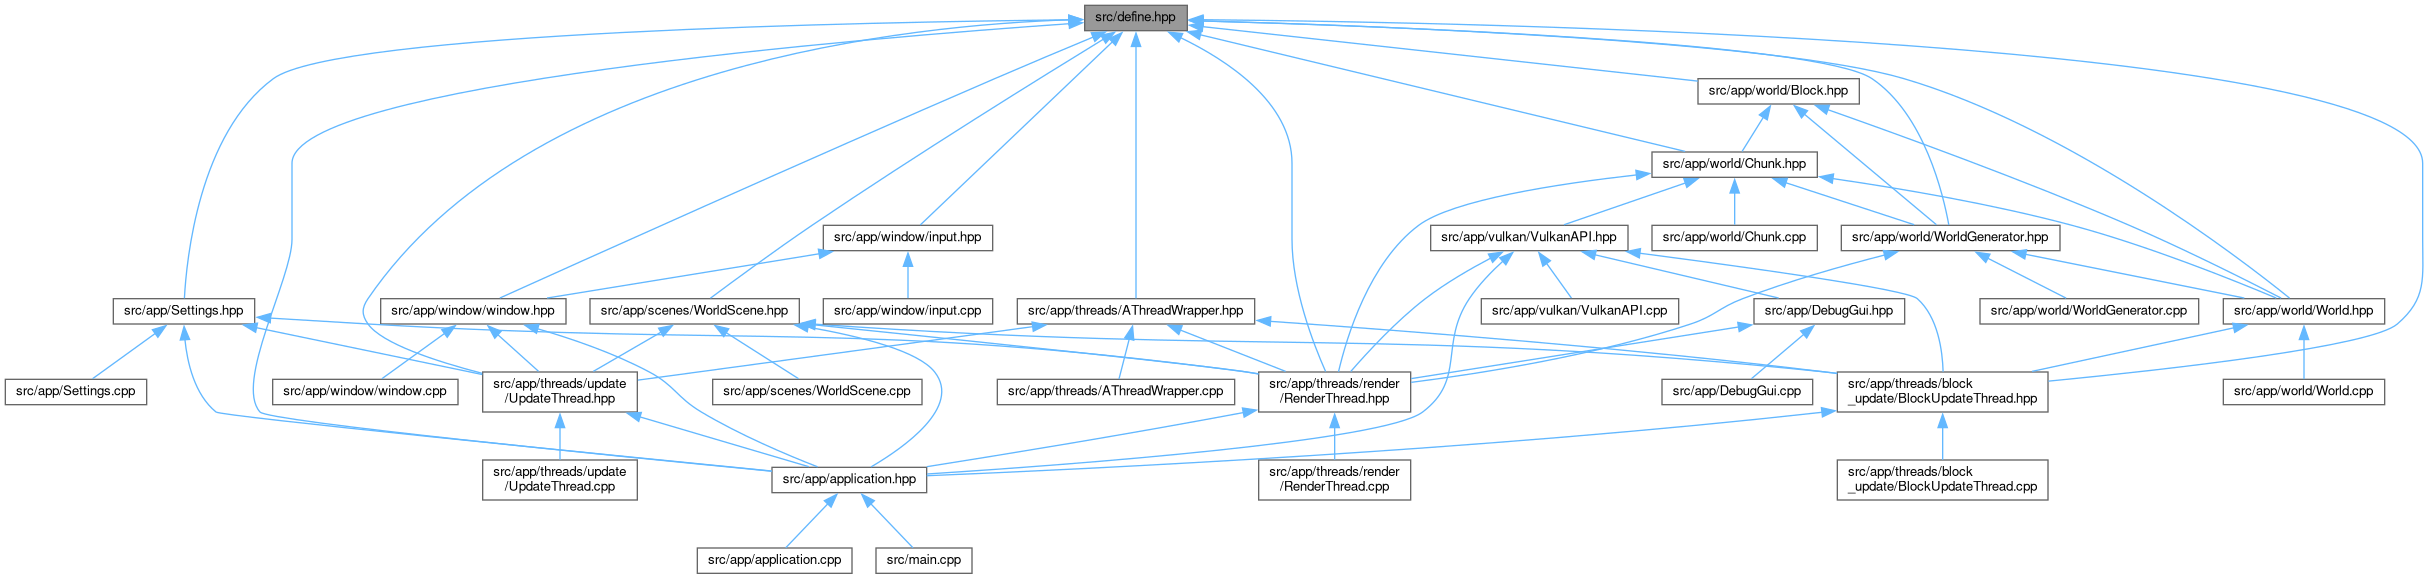 src/define.hpp
src/app/world/Block.hpp
src/app/world/Chunk.hpp
src/app/window/input.hpp
src/app/vulkan/VulkanAPI.hpp
src/app/world/Chunk.cpp
src/app/world/WorldGenerator.hpp
src/app/Settings.hpp
src/app/window/window.hpp
src/app/scenes/WorldScene.hpp
src/app/window/input.cpp
src/app/threads/AThreadWrapper.hpp
src/app/vulkan/VulkanAPI.cpp
src/app/DebugGui.hpp
src/app/world/WorldGenerator.cpp
src/app/world/World.hpp
src/app/Settings.cpp
src/app/window/window.cpp
src/app/threads/update
/UpdateThread.hpp
src/app/scenes/WorldScene.cpp
src/app/threads/AThreadWrapper.cpp
src/app/threads/render
/RenderThread.hpp
src/app/DebugGui.cpp
src/app/threads/block
_update/BlockUpdateThread.hpp
src/app/world/World.cpp
src/app/threads/update
/UpdateThread.cpp
src/app/application.hpp
src/app/threads/render
/RenderThread.cpp
src/app/threads/block
_update/BlockUpdateThread.cpp
src/app/application.cpp
src/main.cpp